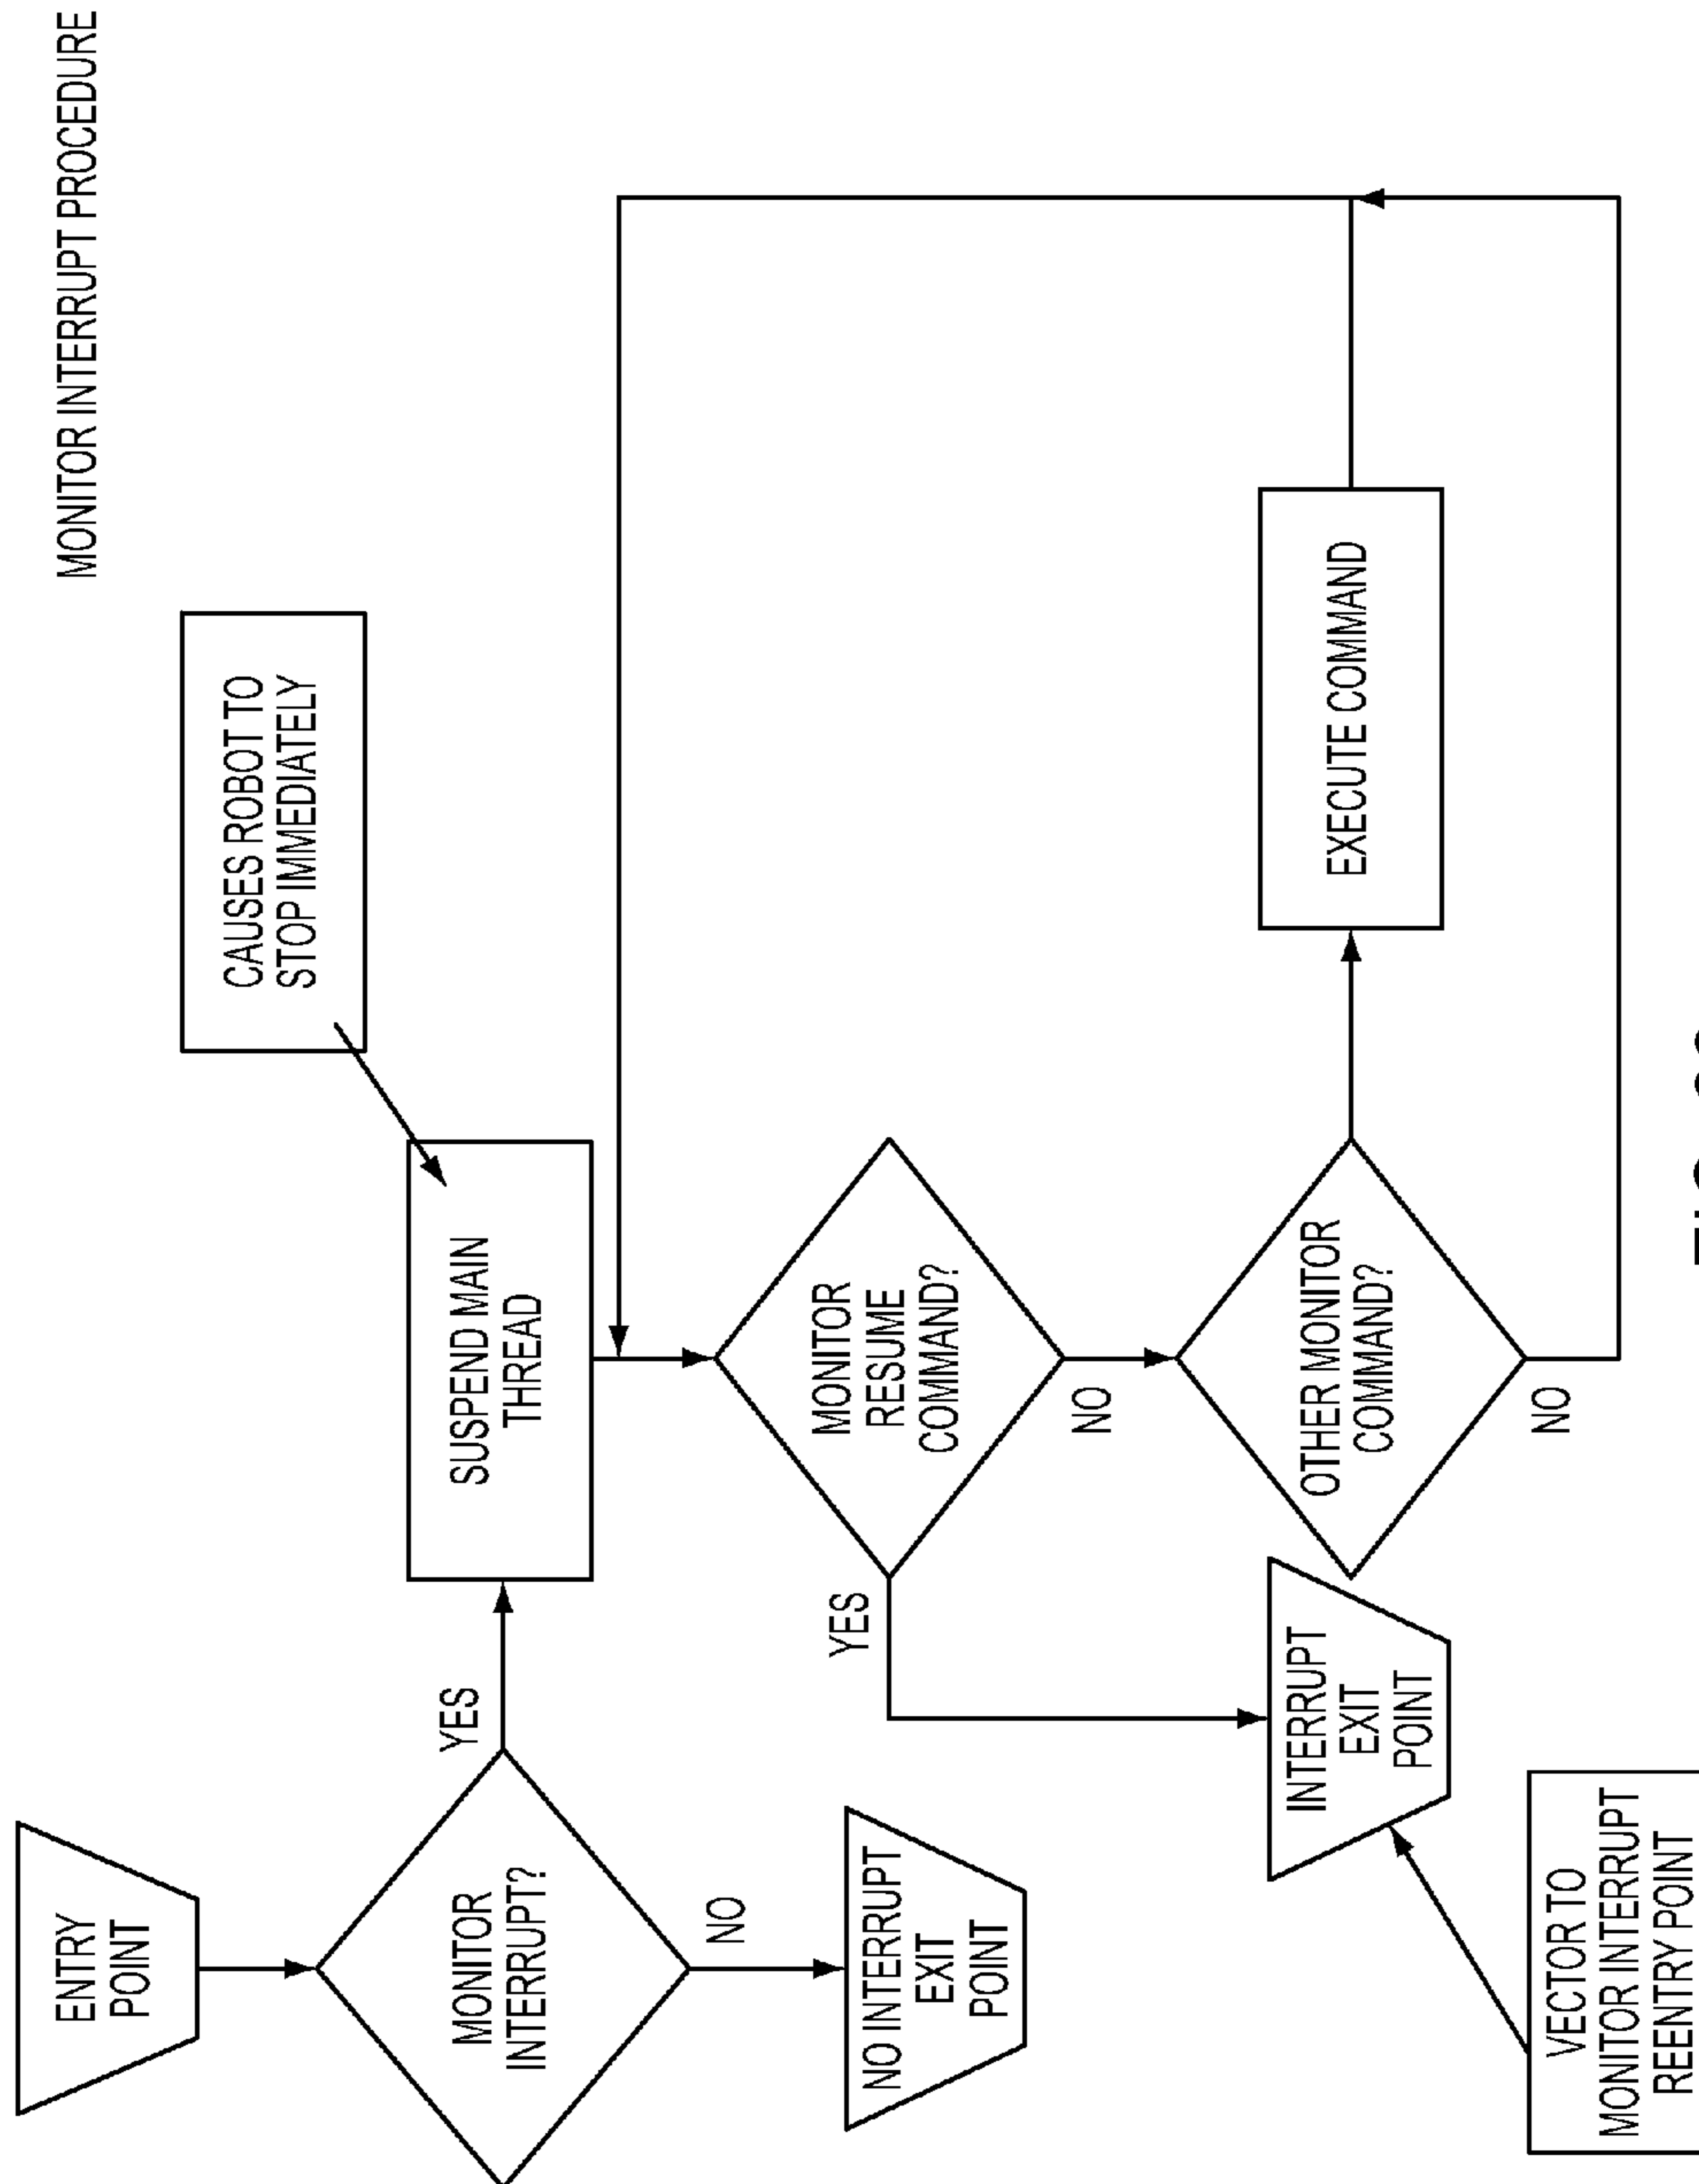 MONITOR INTERRUPT PROCEDURE
ENTRY
POINT
MONITOR
INTERRUPT?
YES
NO
NO INTERRUPT
EXIT
POINT
SUSPEND MAIN
THREAD
CAUSES ROBOT TO
STOP IMMEDIATELY
MONITOR
RESUME
COMMAND?
YES
NO
INTERRUPT
EXIT
POINT
VECTOR TO
MONITOR INTERRUPT
REENTRY POINT
OTHER MONITOR
COMMAND?
NO
EXECUTE COMMAND